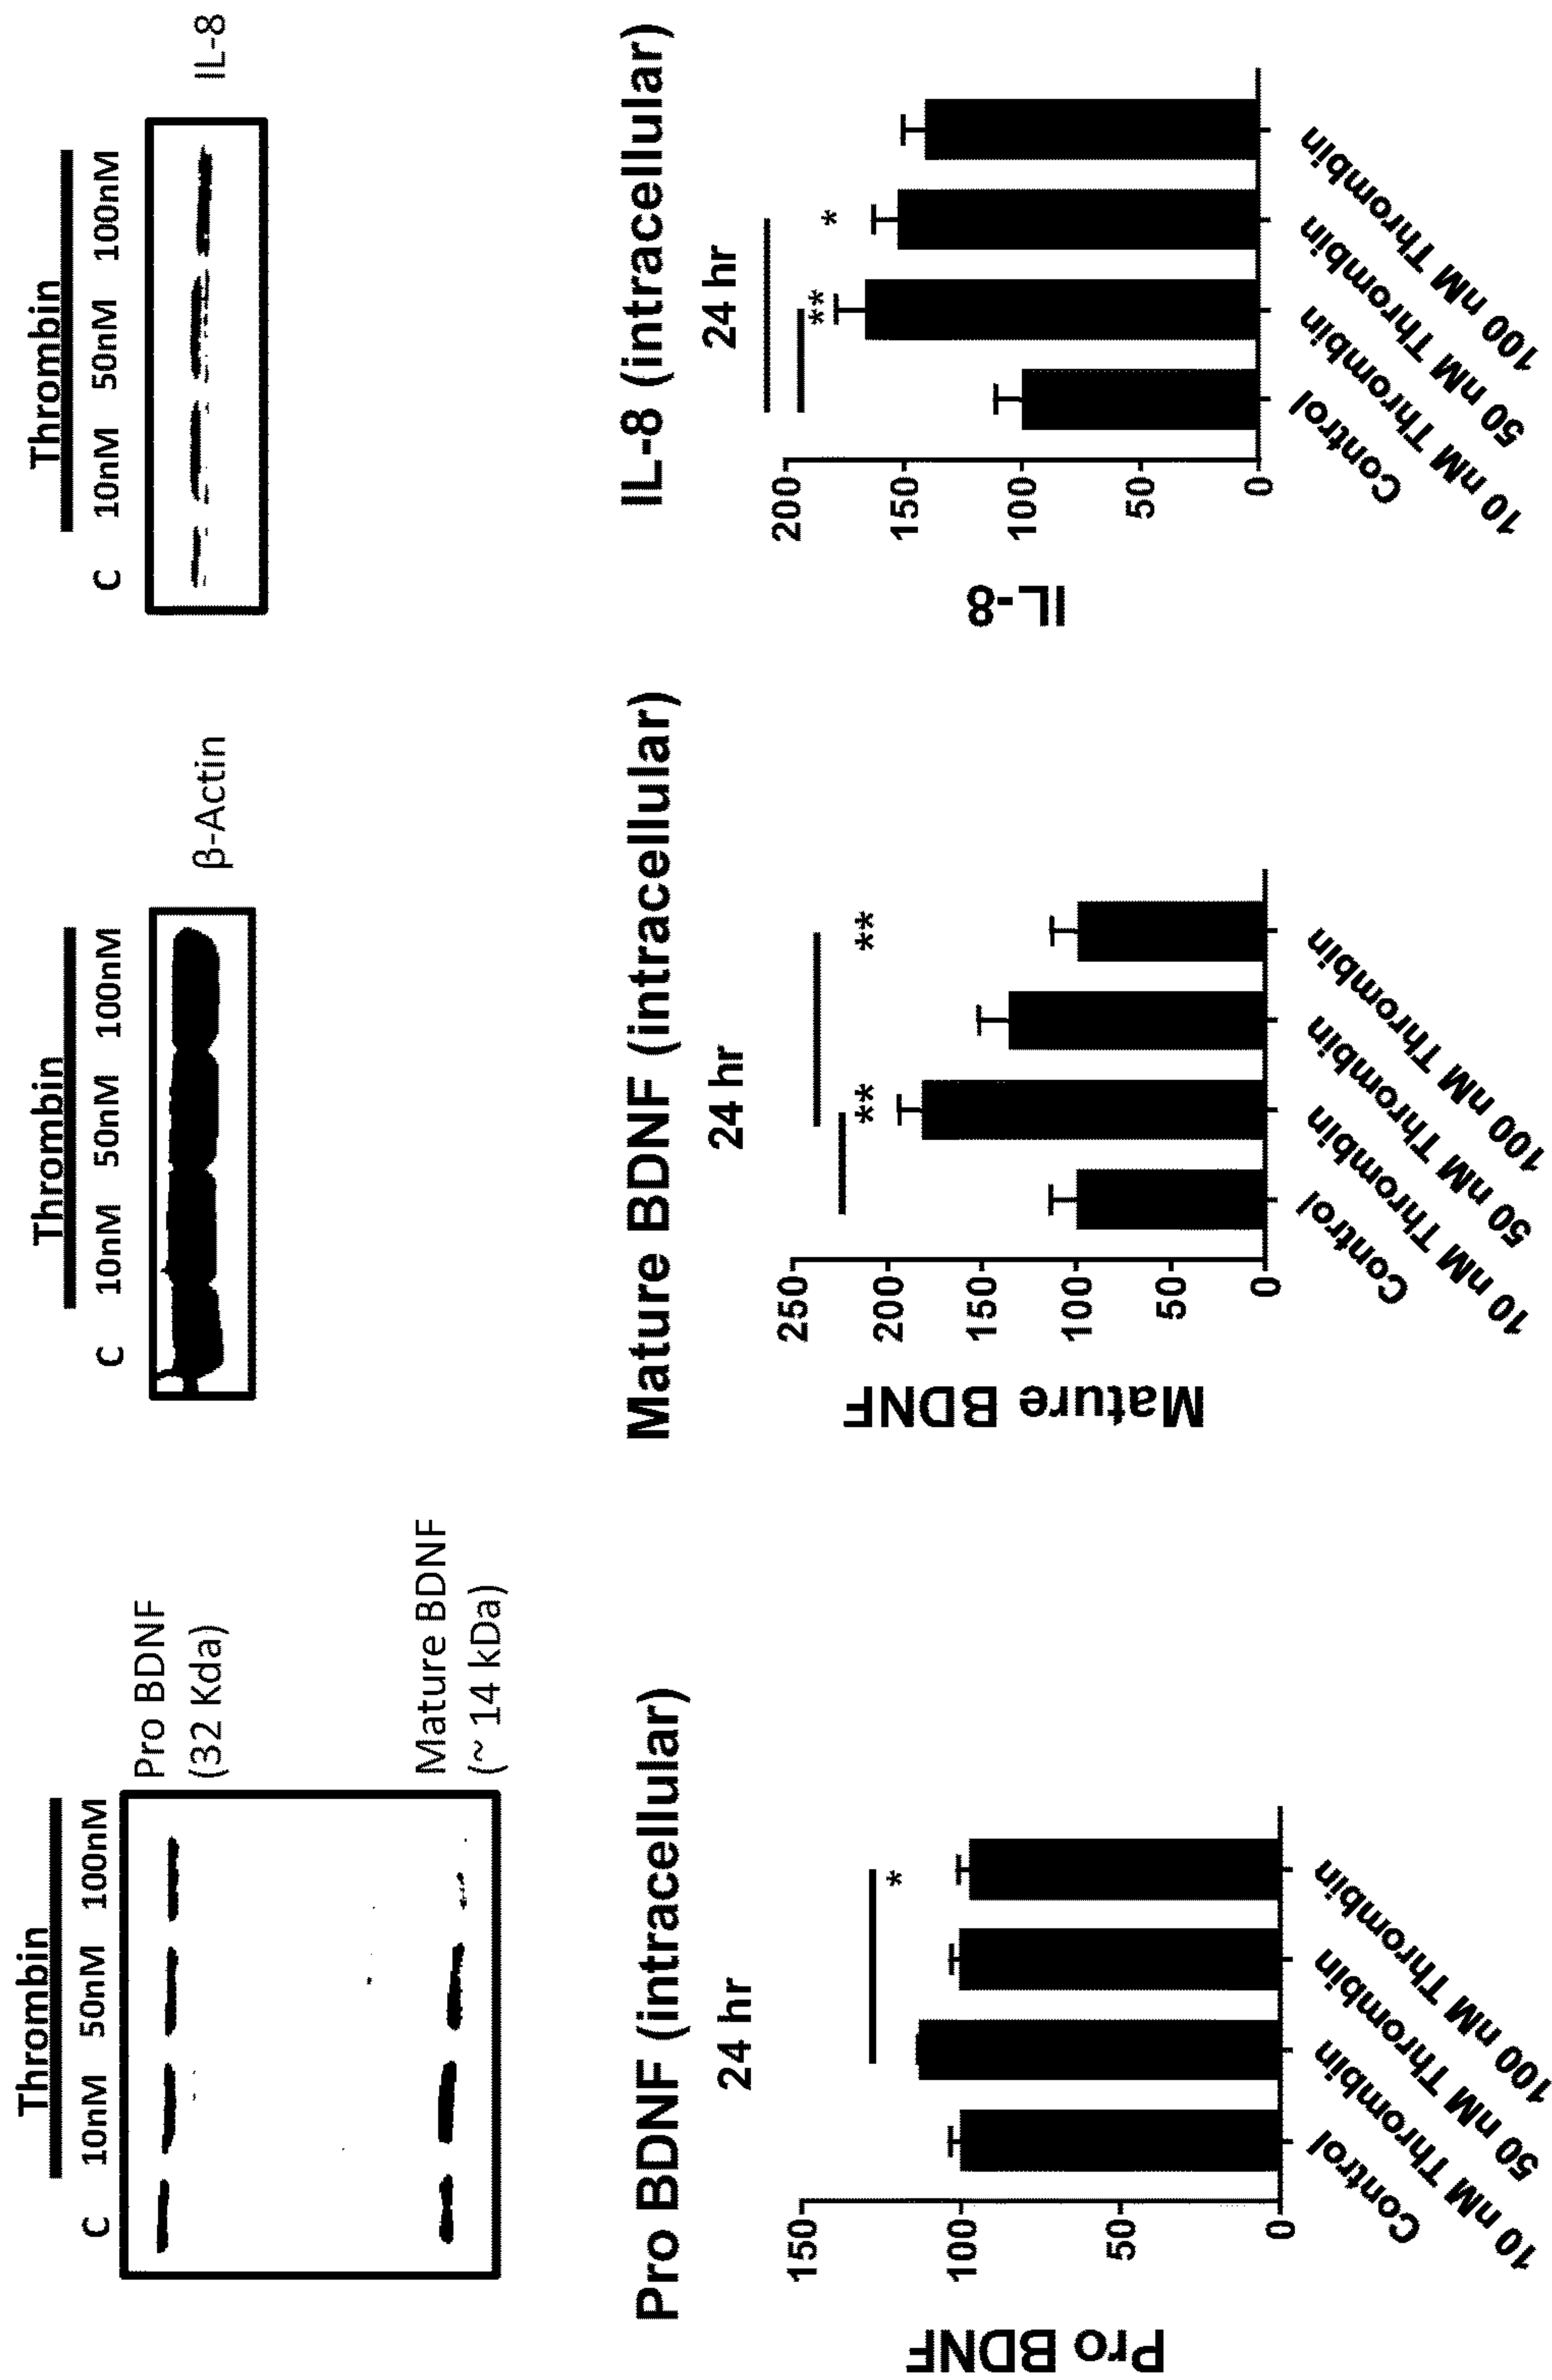 Thrombin
C 10nM 50nM 100nM
Pro BDNF
(32 Kda)
Mature BDNF
(~ 14 kDa)
Thrombin
C 10nM 50nM 100nM
β-Actin
Thrombin
C 10nM 50nM 100nM
IL-8
Pro BDNF (intracellular)
24 hr
*
Pro BDNF
150
100
50
0
Control
10 nM Thrombin
50 nM Thrombin
100 nM Thrombin
Mature BDNF (intracellular)
24 hr
**
**
Mature BDNF
250
200
150
100
50
0
Control
10 nM Thrombin
50 nM Thrombin
100 nM Thrombin
IL-8 (intracellular)
24 hr
*
**
IL-8
200
150
100
50
0
Control
10 nM Thrombin
50 nM Thrombin
100 nM Thrombin